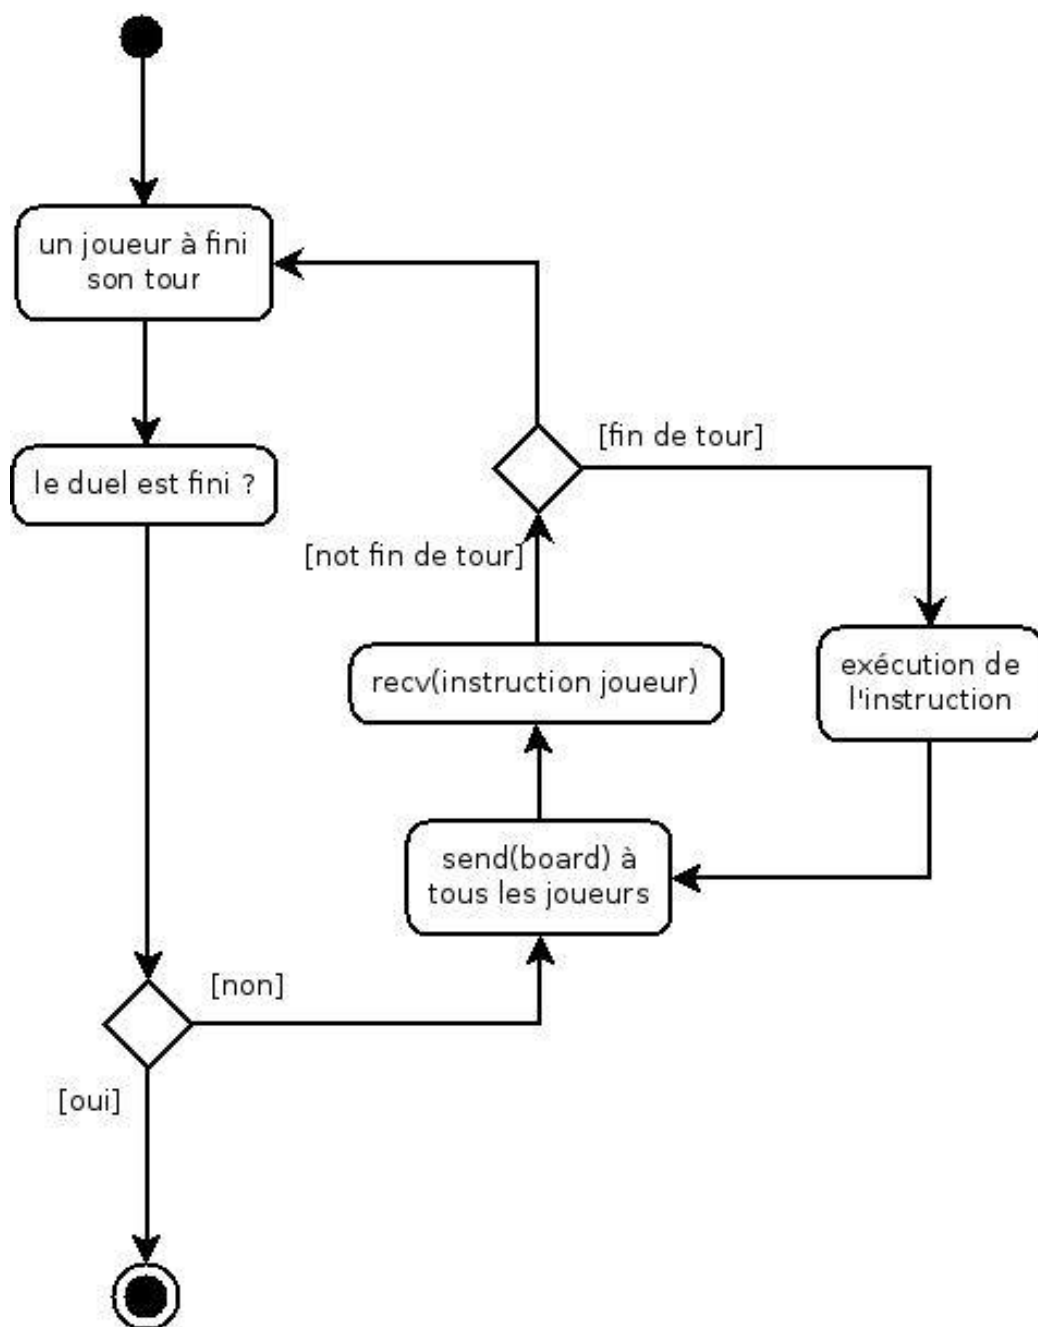 un joueur à fini
son tour
le duel est fini ?
[fin de tour]
[not fin de tour]
recv(instruction joueur)
exécution de
l'instruction
send(board) à
tous les joueurs
[non]
[oui]